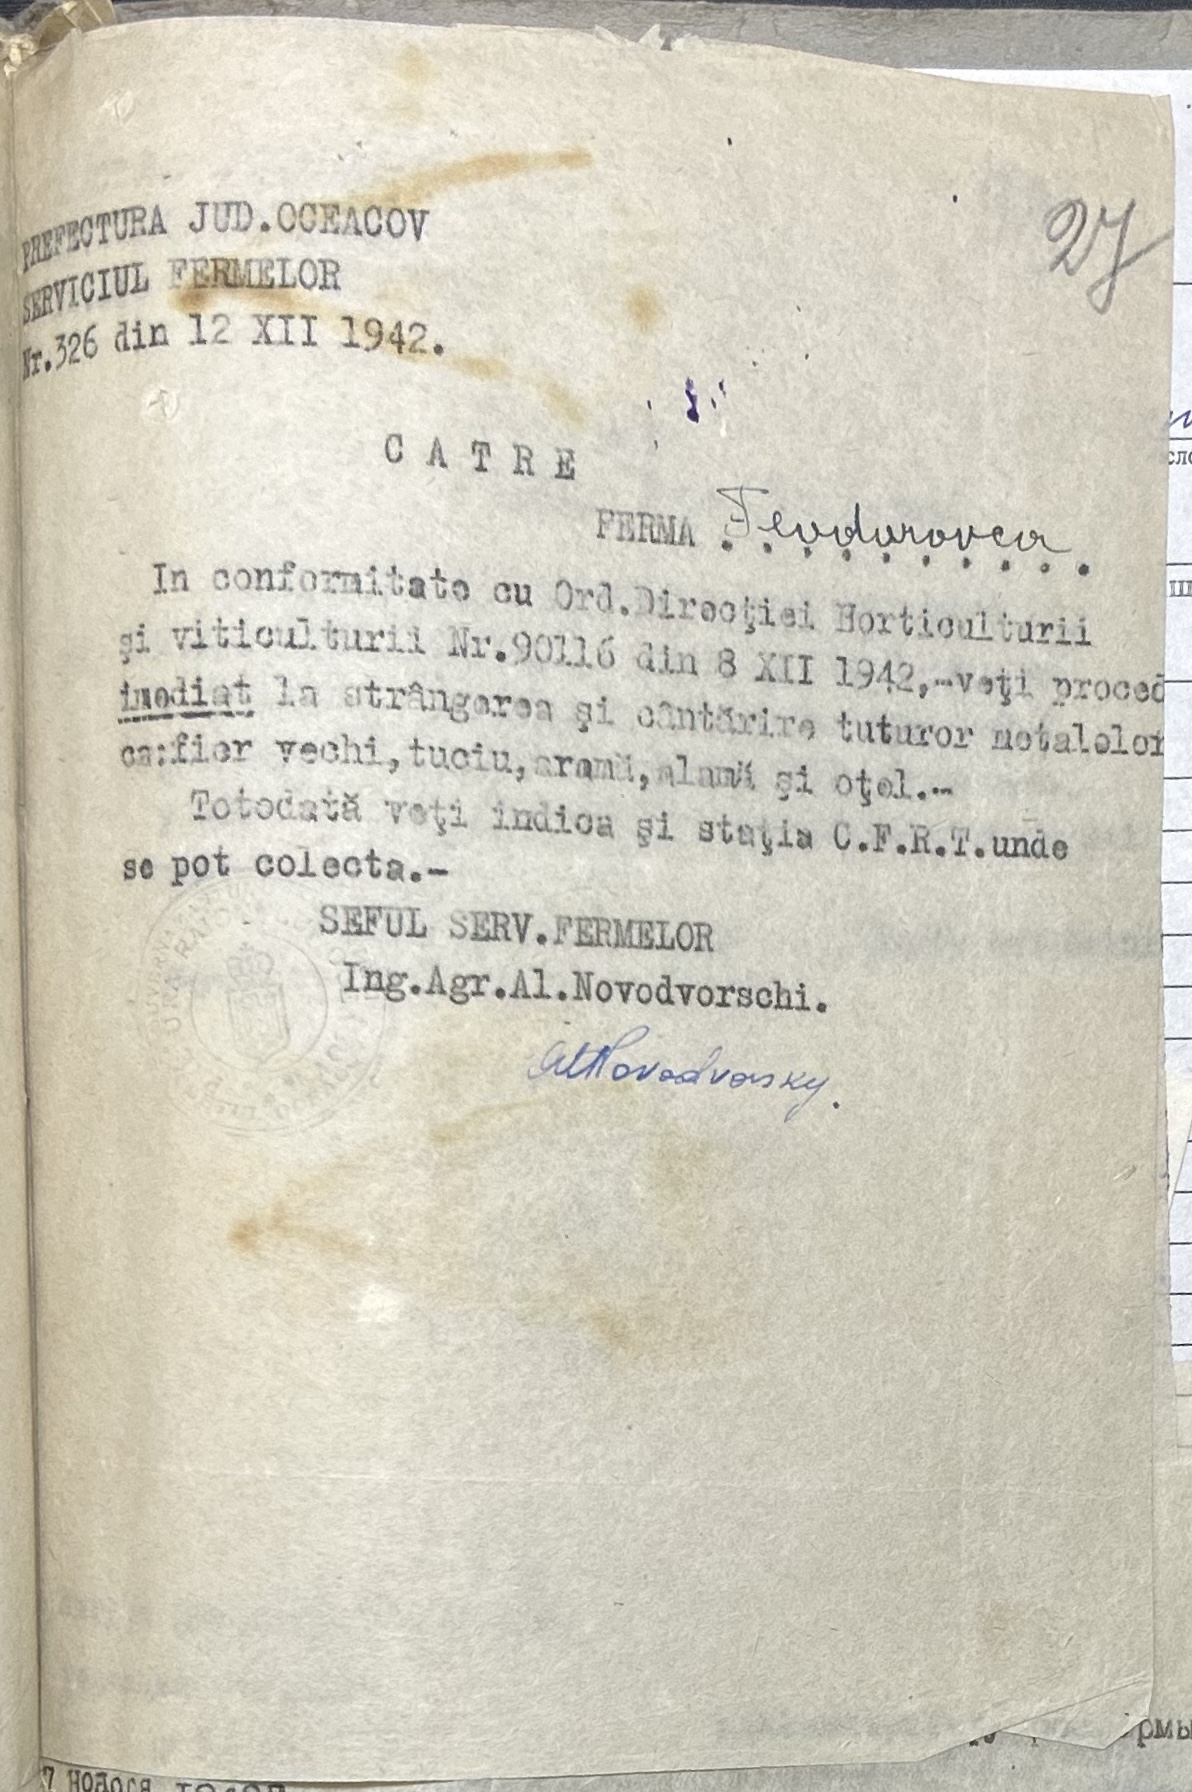 27
PREFECTURA JUD.OCEACOV
SERVICIUL FERMELOR
Nr.326 din 12 XII 1942.
C A T R E
FERMA Teodorovca
In conformitate cu Ord.Direcţiei Horticulturii
şi viticulturii Nr.90116 din 8 XII 1942,-veţi proced
imediat la strângerea şi cântărire tuturor metalelor
ca:fier vechi,tuciu,aramă,alamă şi oţel.-
Totodată veţi indica şi staţia C.F.R.T.unde
se pot colecta.-
SEFUL SERV.FERMELOR
Ing.Agr.Al.Novodvorschi.
AlNovodvorsky.